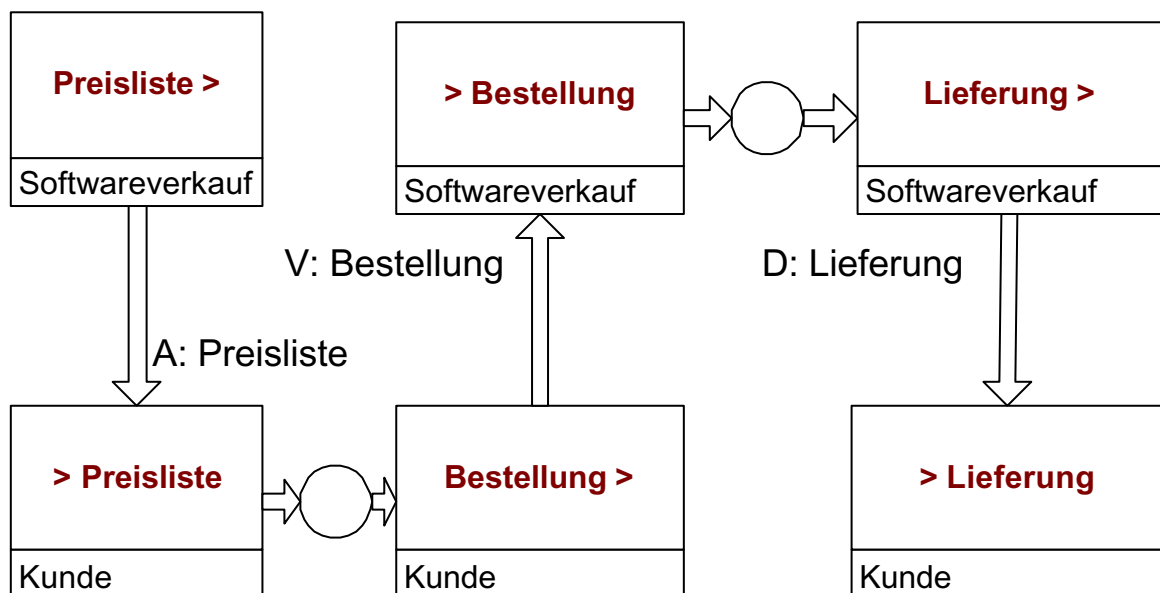 Preisliste >
Softwareverkauf
> Bestellung
Softwareverkauf
Lieferung >
Softwareverkauf
V: Bestellung
D: Lieferung
A: Preisliste
> Preisliste
Kunde
Bestellung >
Kunde
> Lieferung
Kunde